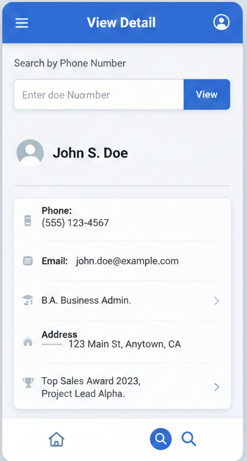 View Detail
Search by Phone Number
Enter doe Nuarmber
View
John S. Doe
Phone:
(555) 123-4567
Email: john.doe@example.com
B.A. Business Admin.
Address
123 Main St, Anytown, CA
Top Sales Award 2023,
Project Lead Alpha.